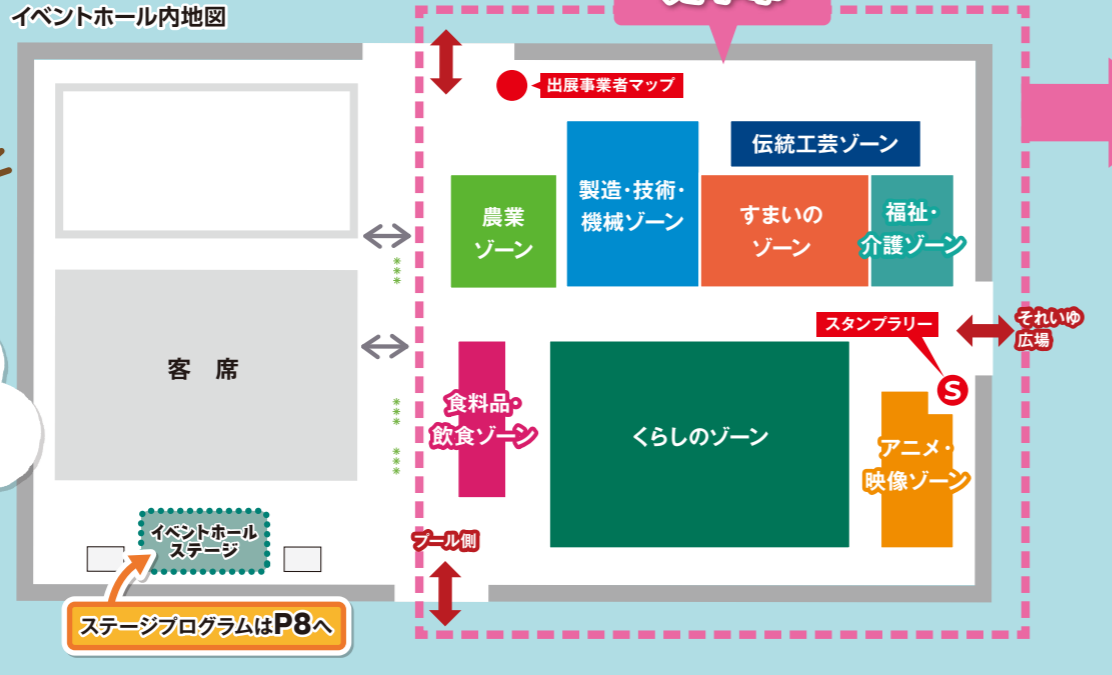 イベントホール内地図
出展事業者マップ
伝統工芸ゾーン
製造・技術・
機械ゾーン
農業
ゾーン
すまいの
ゾーン
福祉・
介護ゾーン
スタンプラリー
それいゆ
広場
S
客 席
食料品・
飲食ゾーン
くらしのゾーン
アニメ・
映像ゾーン
イベントホール
ステージ
プール側
ステージプログラムはP8へ